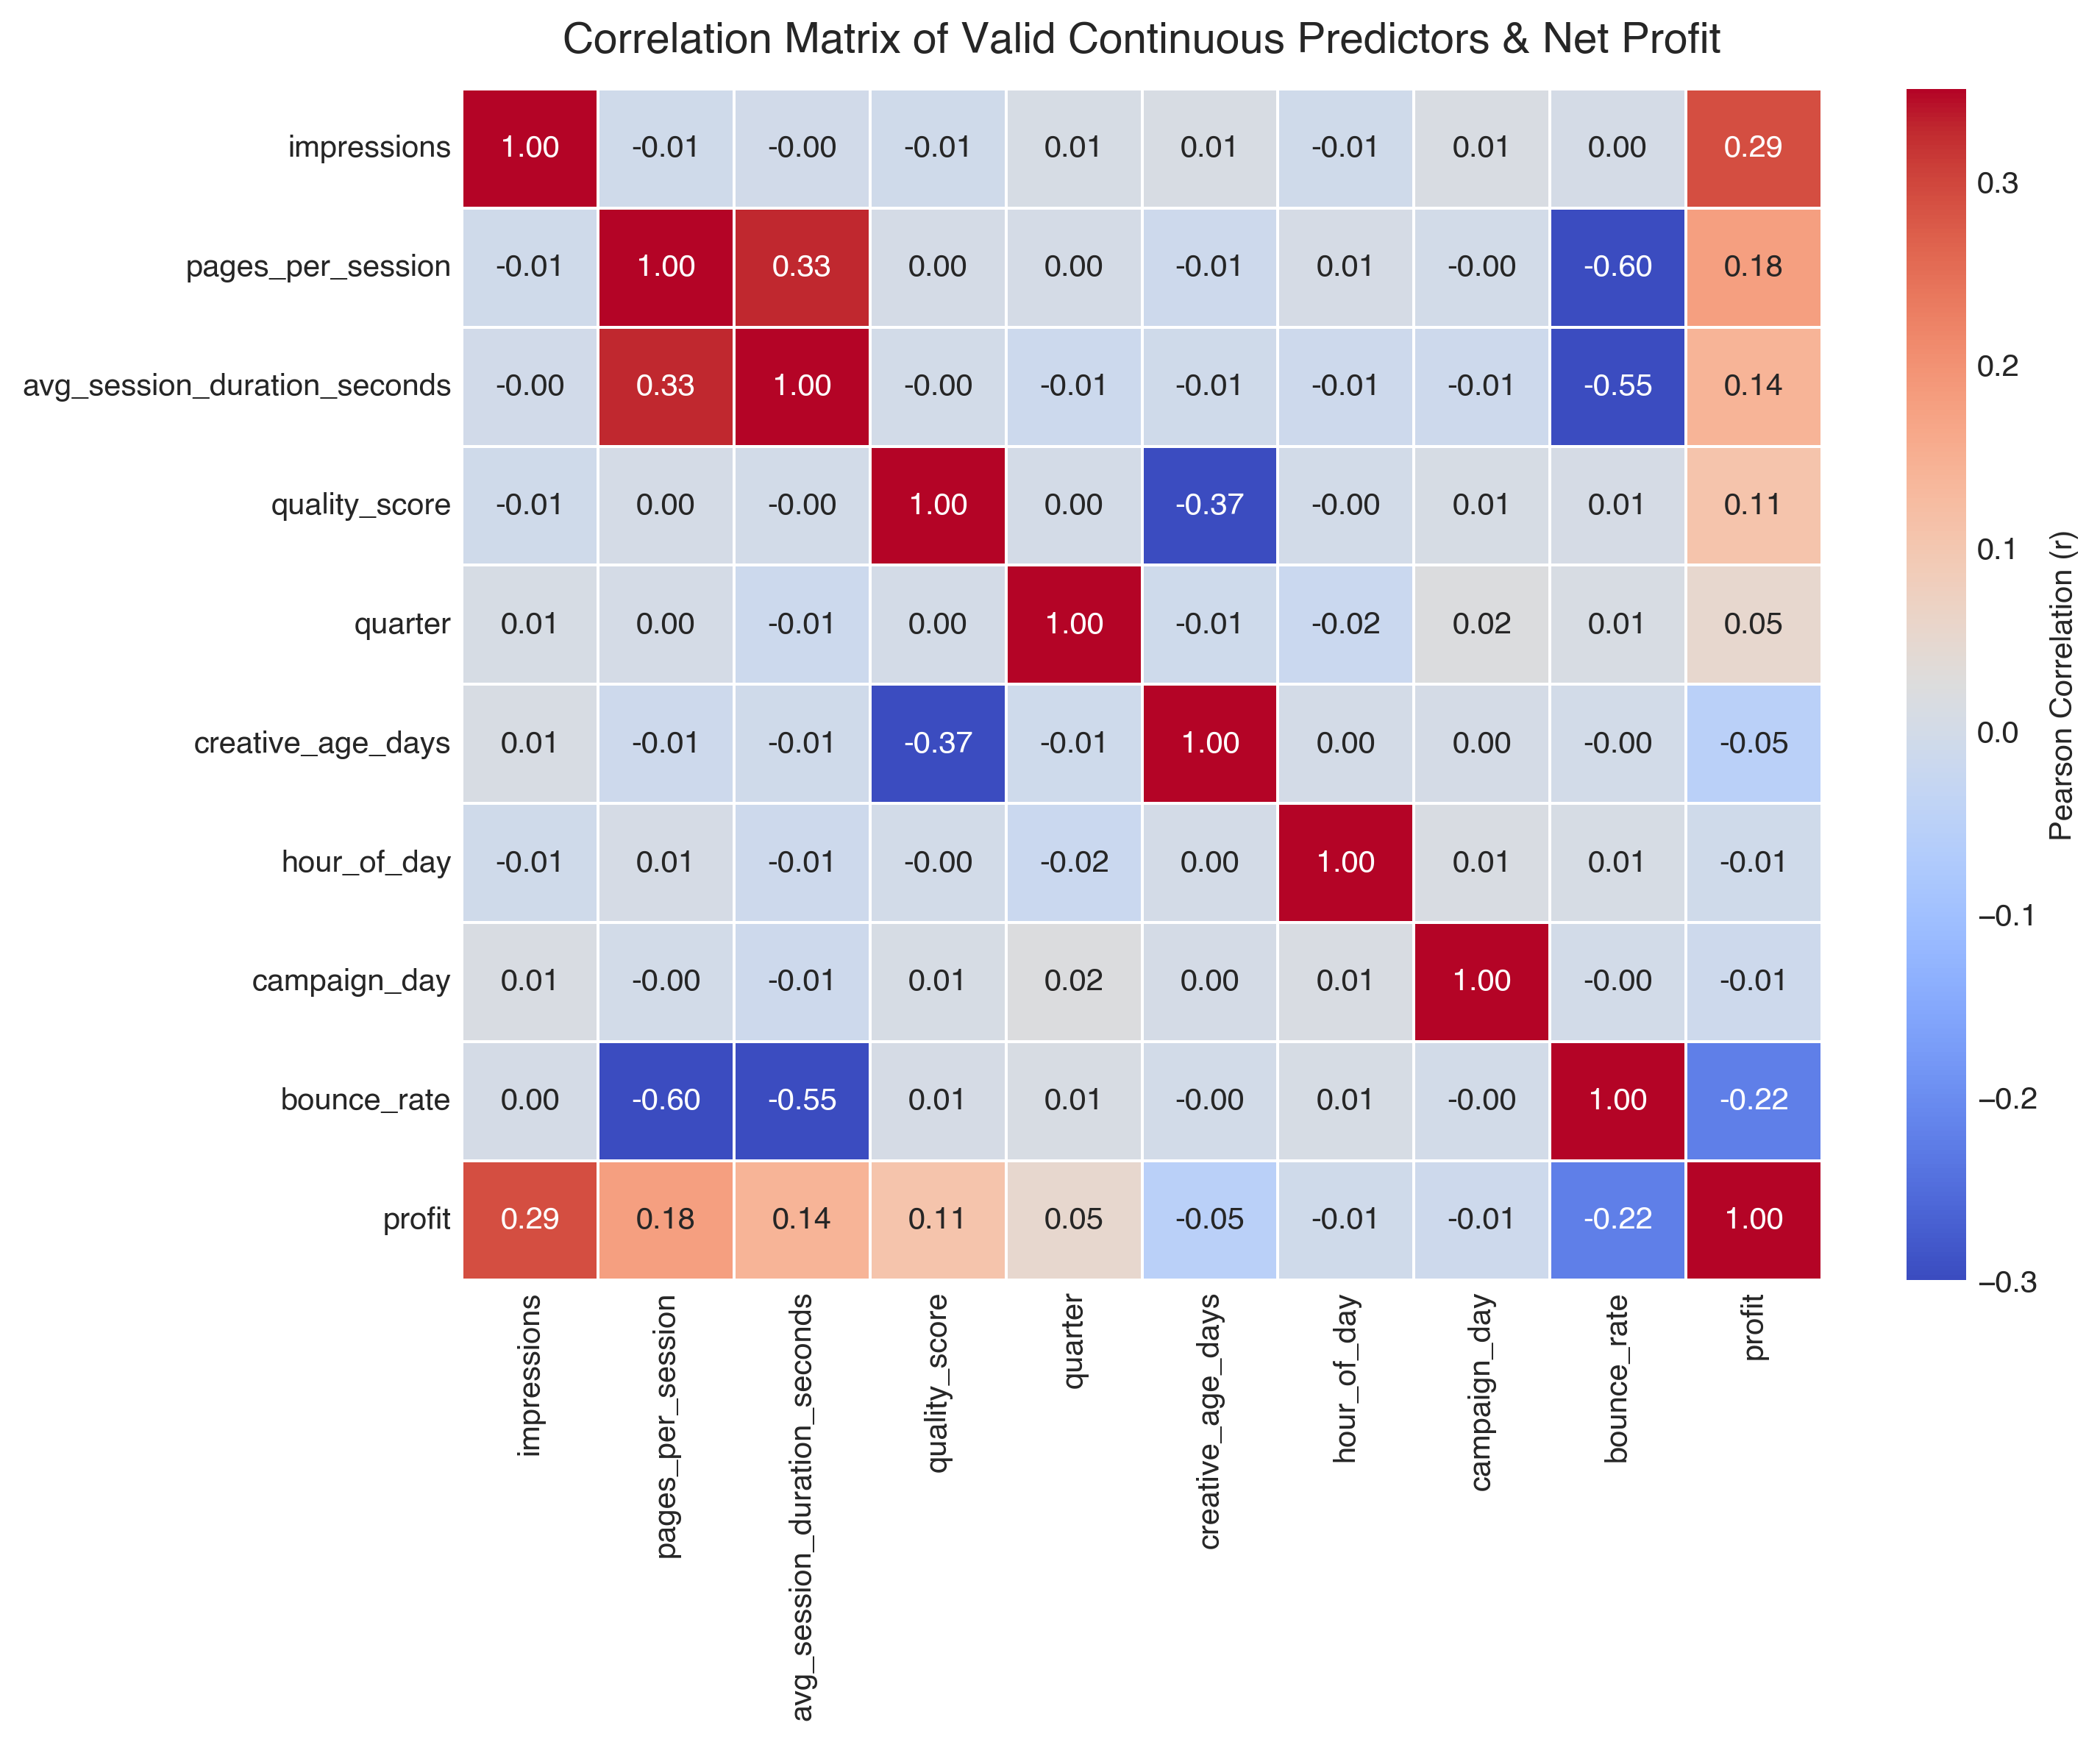 Correlation Matrix of Valid Continuous Predictors & Net Profit
impressions 1.00 -0.01 -0.00 -0.01 0.01 0.01 -0.01 0.01 0.00 0.29
pages_per_session -0.01 1.00 0.33 0.00 0.00 -0.01 0.01 -0.00 -0.60 0.18
avg_session_duration_seconds -0.00 0.33 1.00 -0.00 -0.01 -0.01 -0.01 -0.01 -0.55 0.14
quality_score -0.01 0.00 -0.00 1.00 0.00 -0.37 -0.00 0.01 0.01 0.11
quarter 0.01 0.00 -0.01 0.00 1.00 -0.01 -0.02 0.02 0.01 0.05
creative_age_days 0.01 -0.01 -0.01 -0.37 -0.01 1.00 0.00 0.00 -0.00 -0.05
hour_of_day -0.01 0.01 -0.01 -0.00 -0.02 0.00 1.00 0.01 0.01 -0.01
campaign_day 0.01 -0.00 -0.01 0.01 0.02 0.00 0.01 1.00 -0.00 -0.01
bounce_rate 0.00 -0.60 -0.55 0.01 0.01 -0.00 0.01 -0.00 1.00 -0.22
profit 0.29 0.18 0.14 0.11 0.05 -0.05 -0.01 -0.01 -0.22 1.00
impressions
pages_per_session
avg_session_duration_seconds
quality_score
quarter
creative_age_days
hour_of_day
campaign_day
bounce_rate
profit
0.3
0.2
0.1
0.0
−0.1
−0.2
−0.3
Pearson Correlation (r)